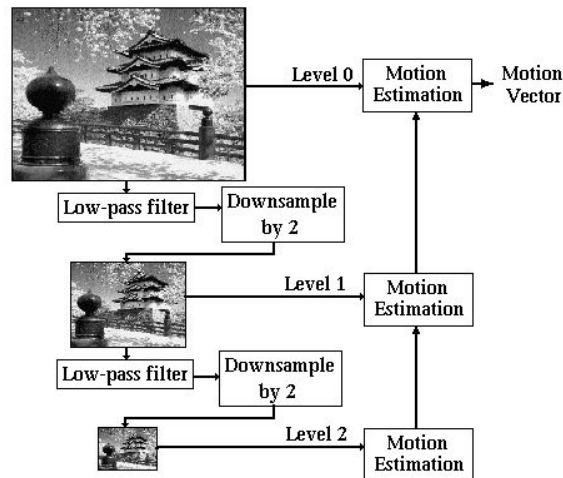 Level 0
Motion
Estimation
Motion
Vector
Low-pass filter
Downsample
by 2
Level 1
Motion
Estimation
Low-pass filter
Downsample
by 2
Level 2
Motion
Estimation